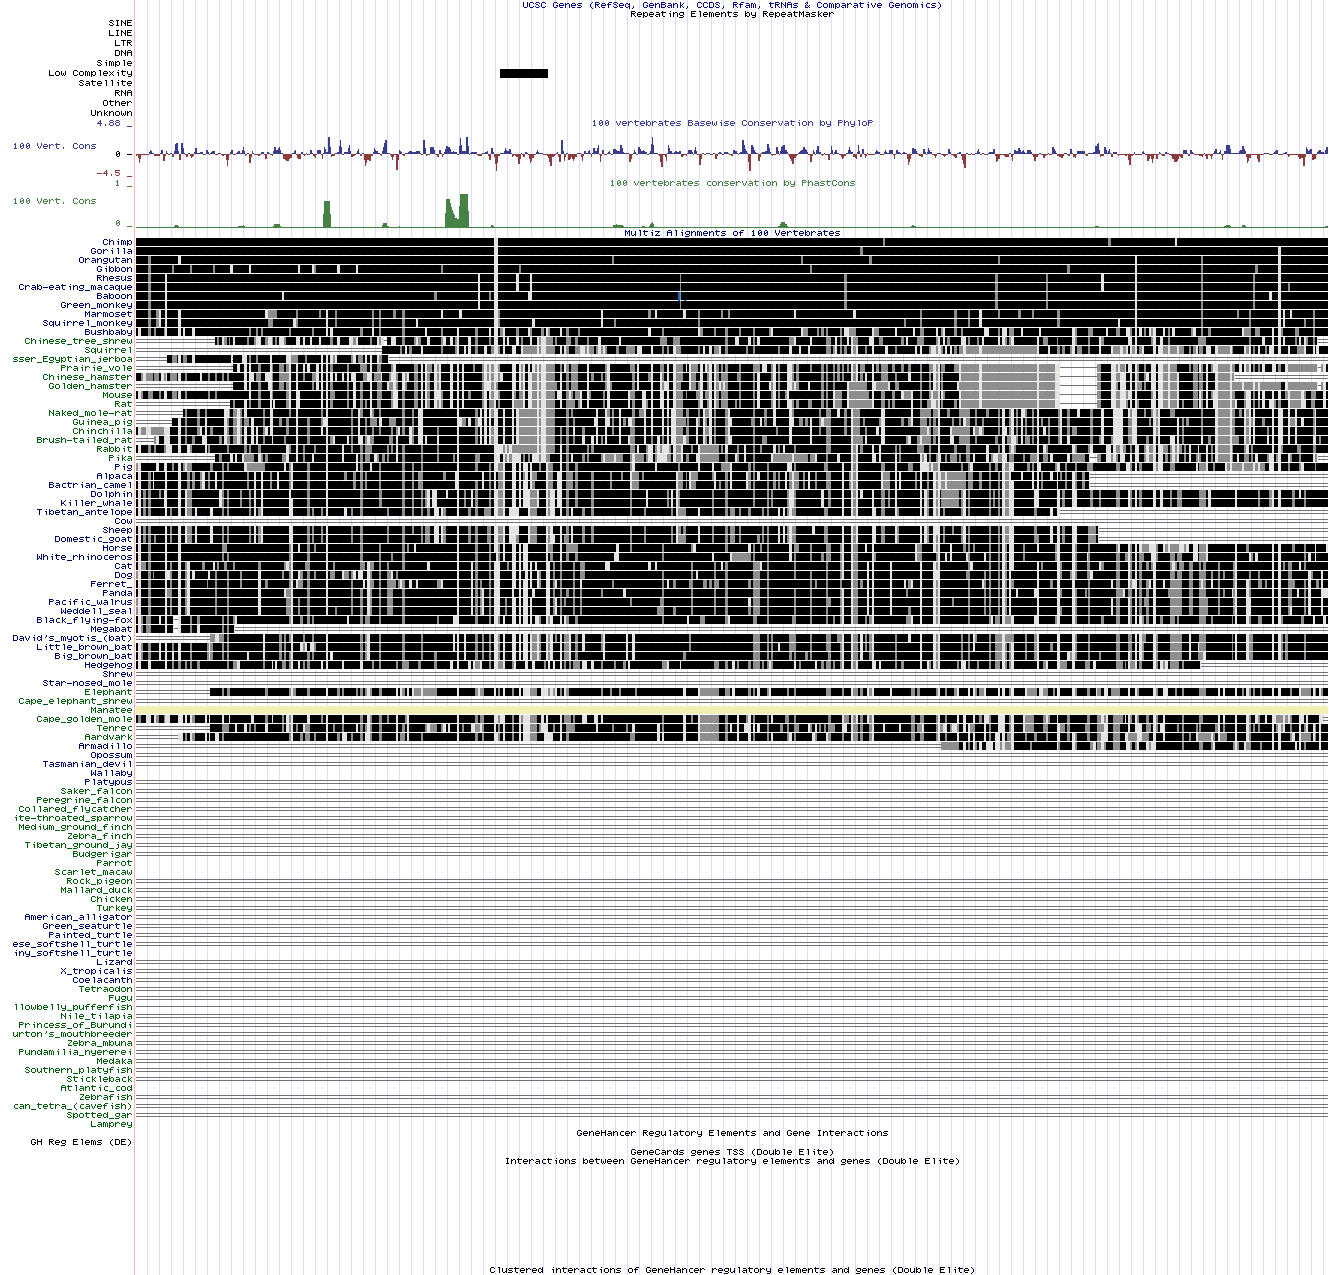 UCSC Genes (RefSeq, GenBank, CCDS, Rfam, tRNAs & Comparative Genomics)
Repeating Elements by RepeatMasker
SINE
LINE
LTR
DNA
Simple
Low Complexity
Satellite
RNA
Other
Unknown
4.88 _
100 vertebrates Basewise Conservation by PhyloP
100 Vert. Cons
0 -
-4.5 _
1 _
100 vertebrates conservation by PhastCons
100 Vert. Cons
0 _
Multiz Alignments of 100 Vertebrates
Chimp
Gorilla
Orangutan
Gibbon
Rhesus
Crab-eating_macaque
Baboon
Green_monkey
Marmoset
Squirrel_monkey
Bushbaby
Chinese_tree_shrew
Squirrel
sser_Egyptian_jerboa
Prairie_vole
Chinese_hamster
Golden_hamster
Mouse
Rat
Naked_mole-rat
Guinea_pig
Chinchilla
Brush-tailed_rat
Rabbit
Pika
Pig
Alpaca
Bactrian_camel
Dolphin
Killer_whale
Tibetan_antelope
Cow
Sheep
Domestic_goat
Horse
White_rhinoceros
Cat
Dog
Ferret_
Panda
Pacific_walrus
Weddell_seal
Black_flying-fox
Megabat
David's_myotis_(bat)
Little_brown_bat
Big_brown_bat
Hedgehog
Shrew
Star-nosed_mole
Elephant
Cape_elephant_shrew
Manatee
Cape_golden_mole
Tenrec
Aardvark
Armadillo
Opossum
Tasmanian_devil
Wallaby
Platypus
Saker_falcon
Peregrine_falcon
Collared_flycatcher
ite-throated_sparrow
Medium_ground_finch
Zebra_finch
Tibetan_ground_jay
Budgerigar
Parrot
Scarlet_macaw
Rock_pigeon
Mallard_duck
Chicken
Turkey
American_alligator
Green_seaturtle
Painted_turtle
ese_softshell_turtle
iny_softshell_turtle
Lizard
X_tropicalis
Coelacanth
Tetraodon
Fugu
llowbelly_pufferfish
Nile_tilapia
Princess_of_Burundi
urton's_mouthbreeder
Zebra_mbuna
Pundamilia_nyererei
Medaka
Southern_platyfish
Stickleback
Atlantic_cod
Zebrafish
can_tetra_(cavefish)
Spotted_gar
Lamprey
GeneHancer Regulatory Elements and Gene Interactions
GH Reg Elems (DE)
GeneCards genes TSS (Double Elite)
Interactions between GeneHancer regulatory elements and genes (Double Elite)
Clustered interactions of GeneHancer regulatory elements and genes (Double Elite)